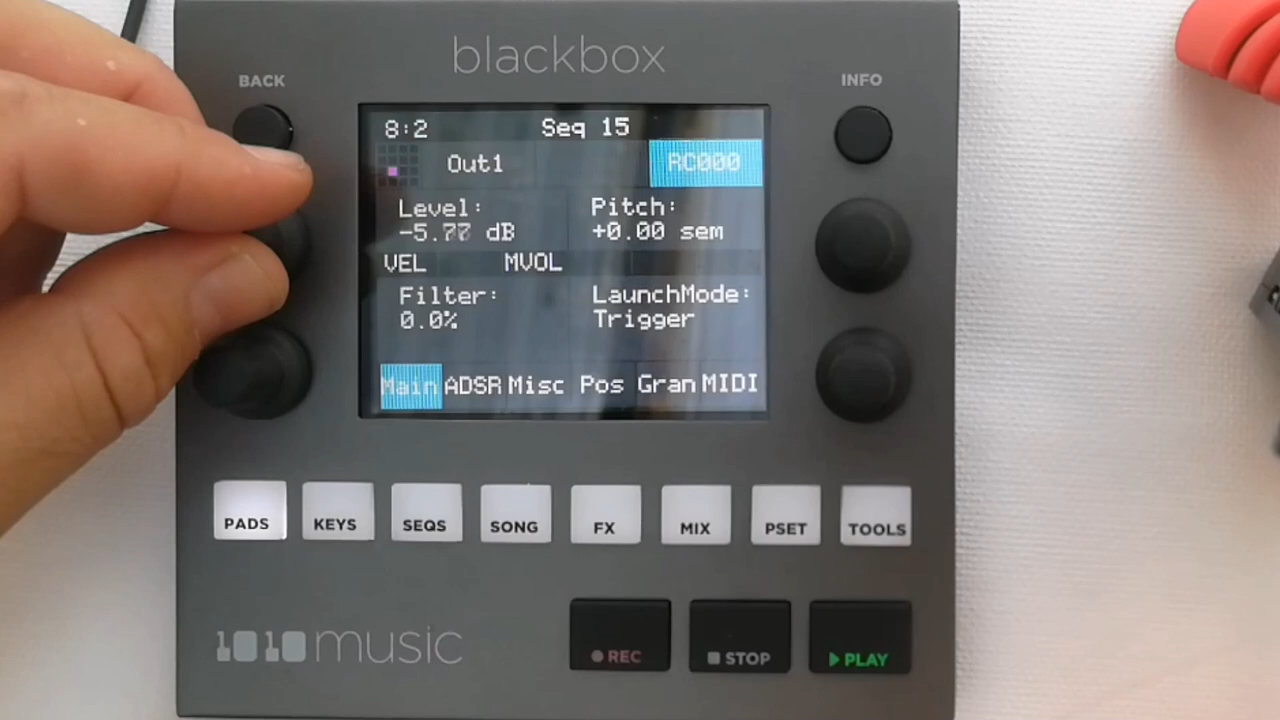 blackbox
BACK
INFO
8:2 Seq 15
Out1 RC000
Level: Pitch:
dB +0.00 sem
VEL MVOL
Filter: LaunchMode:
0.0% Trigger
Main ADSR Misc Pos Gran MIDI
PADS KEYS SEQS SONG FX MIX PSET TOOLS
1010music
REC STOP PLAY